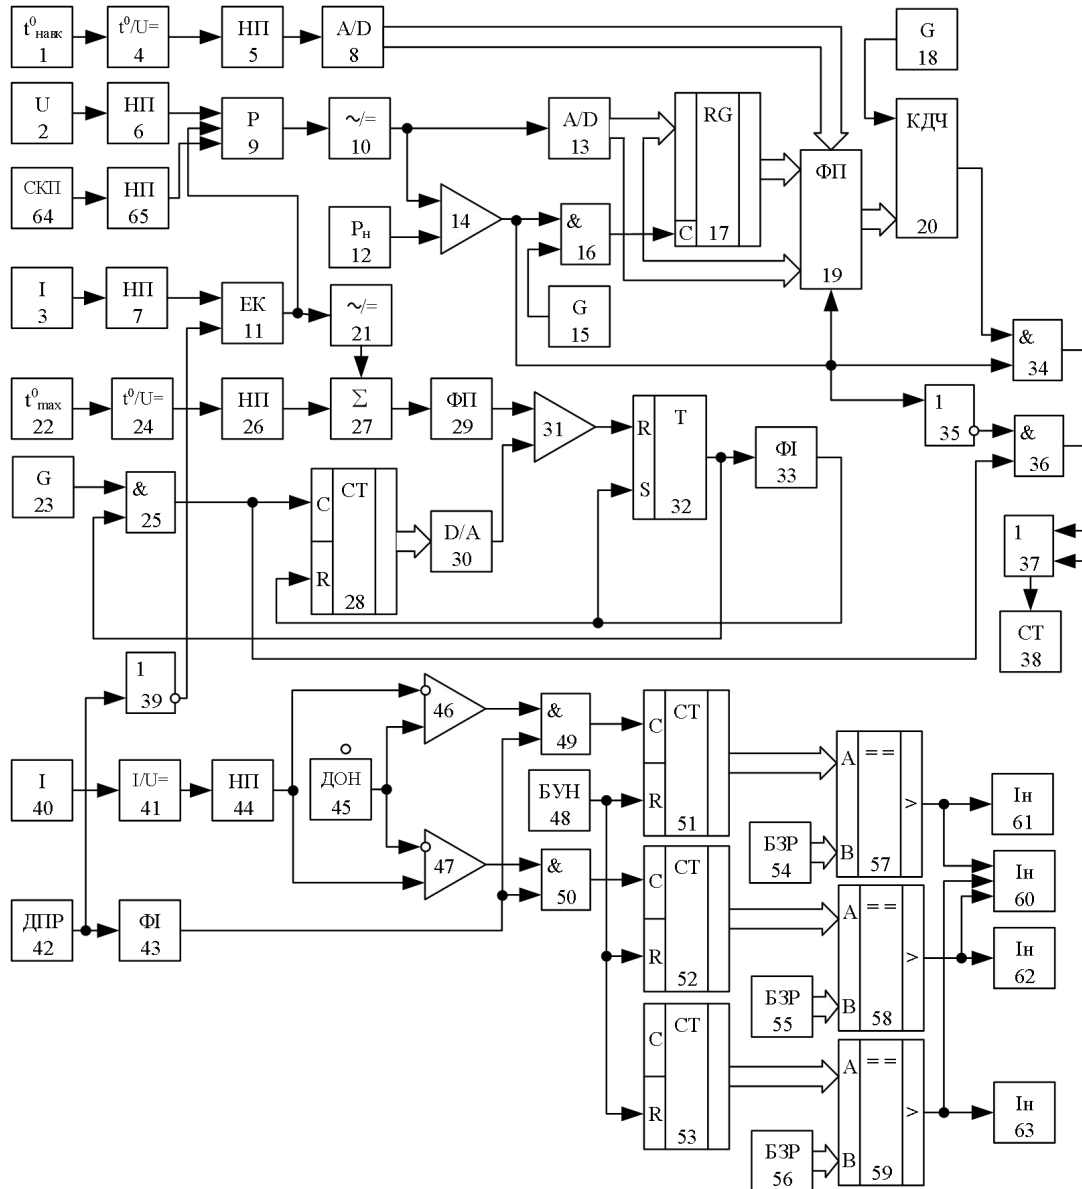 t⁰навк
1
t⁰/U=
4
НП
5
A/D
8
G
18
U
2
НП
6
P
9
~/=
10
A/D
13
RG
C
17
ФП
19
КДЧ
20
СКП
64
НП
65
Pн
12
14
&
16
G
15
I
3
НП
7
ЕК
11
~/=
21
&
34
t⁰max
22
t⁰/U=
24
НП
26
Σ
27
ФП
29
31
R
T
S
32
ФІ
33
1
35
&
36
G
23
&
25
C
CT
R
28
D/A
30
1
37
СТ
38
1
39
46
&
49
C
CT
R
51
A
= =
B
>
57
I
40
I/U=
41
НП
44
ДОН
45
БУН
48
Ін
61
47
&
50
БЗР
54
Ін
60
ДПР
42
ФІ
43
C
CT
R
52
A
= =
B
>
58
Ін
62
БЗР
55
C
CT
R
53
A
= =
B
>
59
Ін
63
БЗР
56